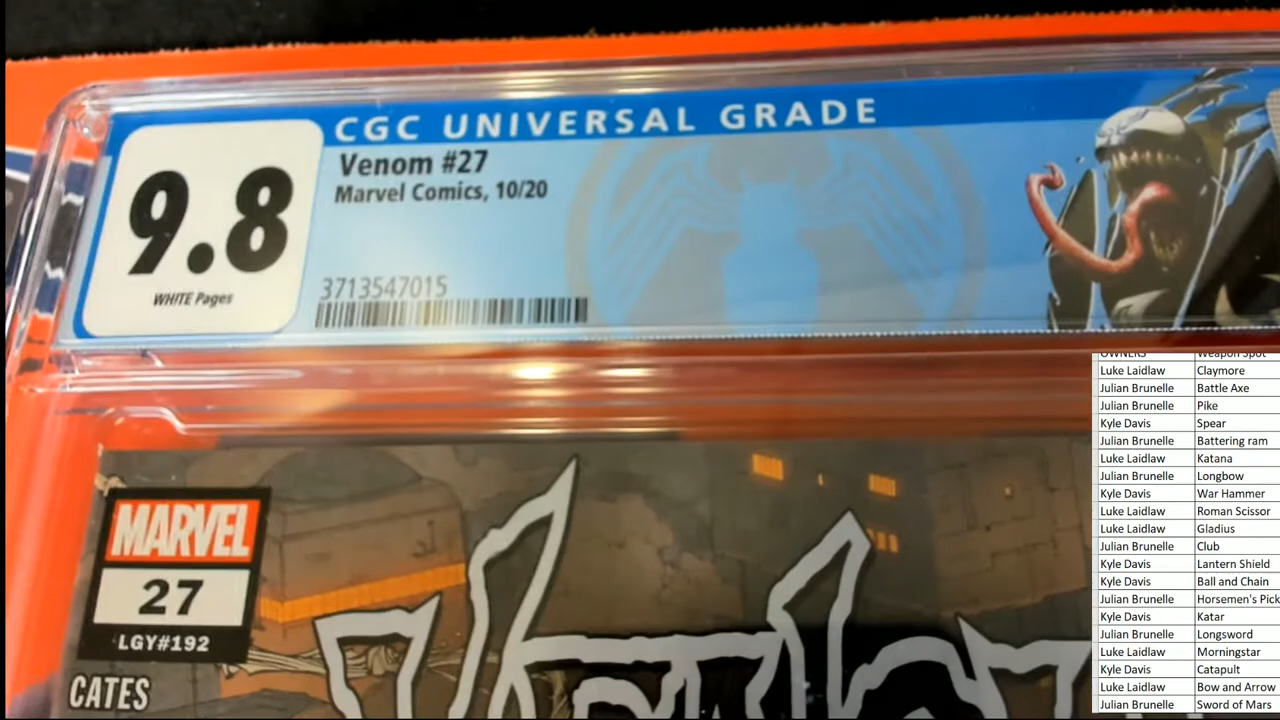 CGC UNIVERSAL GRADE
9.8
WHITE Pages
Venom #27
Marvel Comics, 10/20
3713547015
MARVEL
27
LGY#192
CATES
Venom
OWNERS Weapon Spot
Luke Laidlaw Claymore
Julian Brunelle Battle Axe
Julian Brunelle Pike
Kyle Davis Spear
Julian Brunelle Battering ram
Luke Laidlaw Katana
Julian Brunelle Longbow
Kyle Davis War Hammer
Luke Laidlaw Roman Scissor
Luke Laidlaw Gladius
Julian Brunelle Club
Kyle Davis Lantern Shield
Kyle Davis Ball and Chain
Julian Brunelle Horsemen's Pick
Kyle Davis Katar
Julian Brunelle Longsword
Luke Laidlaw Morningstar
Kyle Davis Catapult
Luke Laidlaw Bow and Arrow
Julian Brunelle Sword of Mars